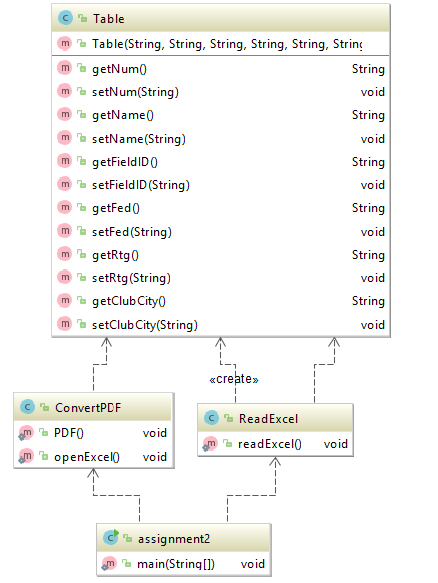 Table
Table(String, String, String, String, String, String
getNum() String
setNum(String) void
getName() String
setName(String) void
getFieldID() String
setFieldID(String) void
getFed() String
setFed(String) void
getRtg() String
setRtg(String) void
getClubCity() String
setClubCity(String) void
«create»
ConvertPDF
PDF() void
openExcel() void
ReadExcel
readExcel() void
assignment2
main(String[]) void